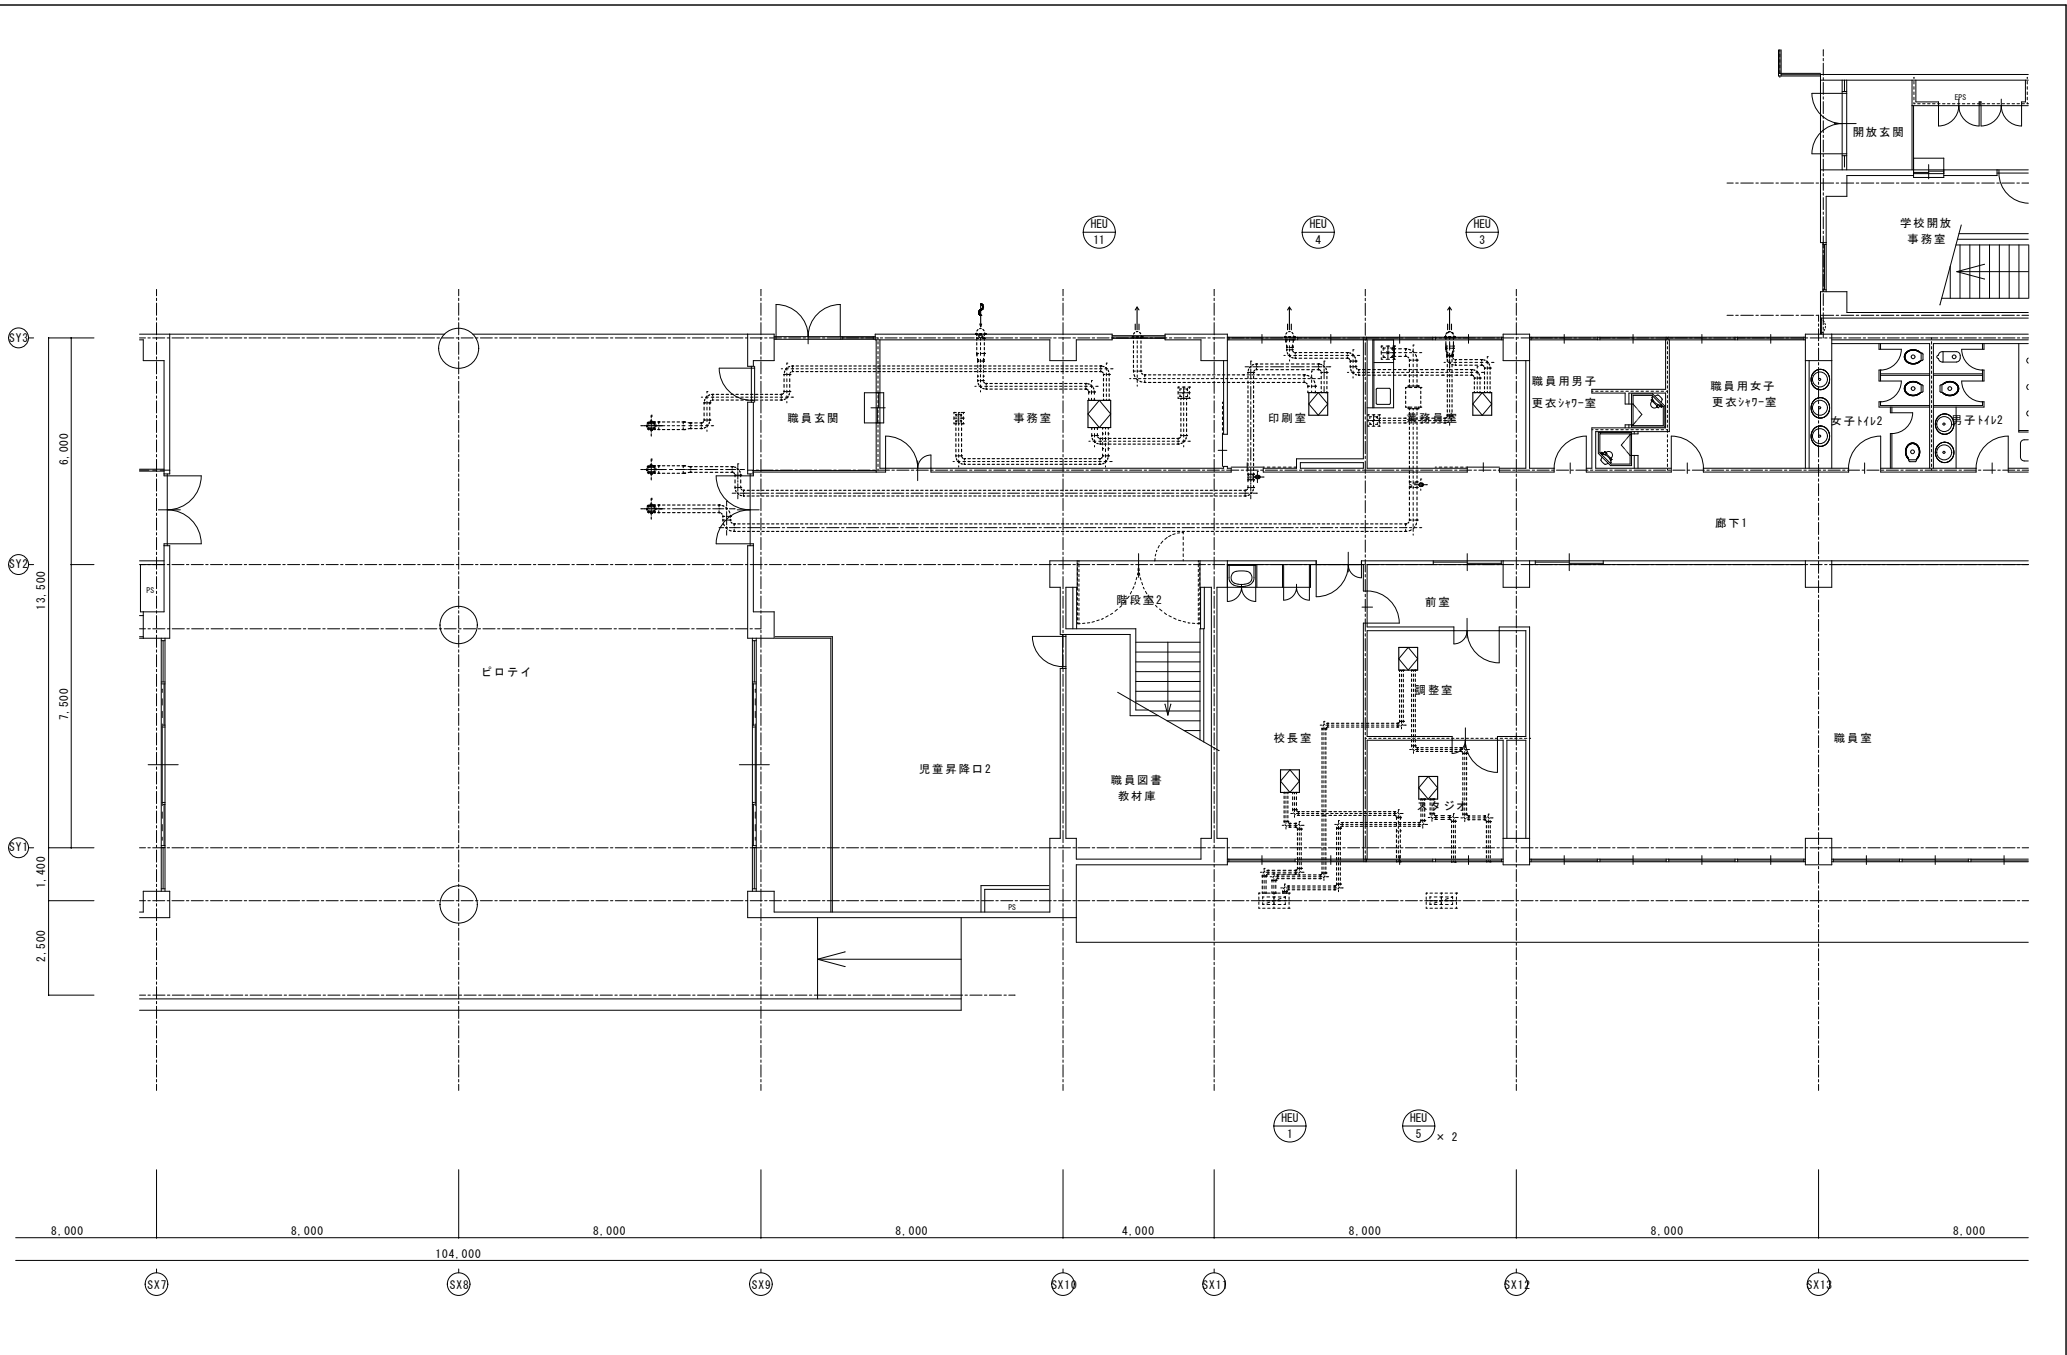 EPS
開放玄関
学校開放
事務室
HEU
11
HEU
4
HEU
3
SY3
職員玄関
事務室
印刷室
職員用男子
更衣シャワー室
職員用女子
更衣シャワー室
女子トイレ2
男子トイレ2
6,000
廊下1
SY2
13,500
PS
階段室2
前室
ピロテイ
調整室
7,500
校長室
職員室
児童昇降口2
職員図書
教材庫
スタジオ
SY1
1,400
PS
2,500
HEU
1
HEU
5
× 2
8,000
8,000
8,000
8,000
4,000
8,000
8,000
8,000
104,000
SX7
SX8
SX9
SX10
SX11
SX12
SX13